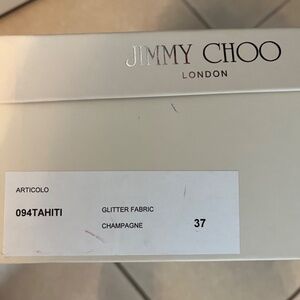 JIMMY CHOO
LONDON
ARTICOLO
094TAHITI GLITTER FABRIC
CHAMPAGNE 37